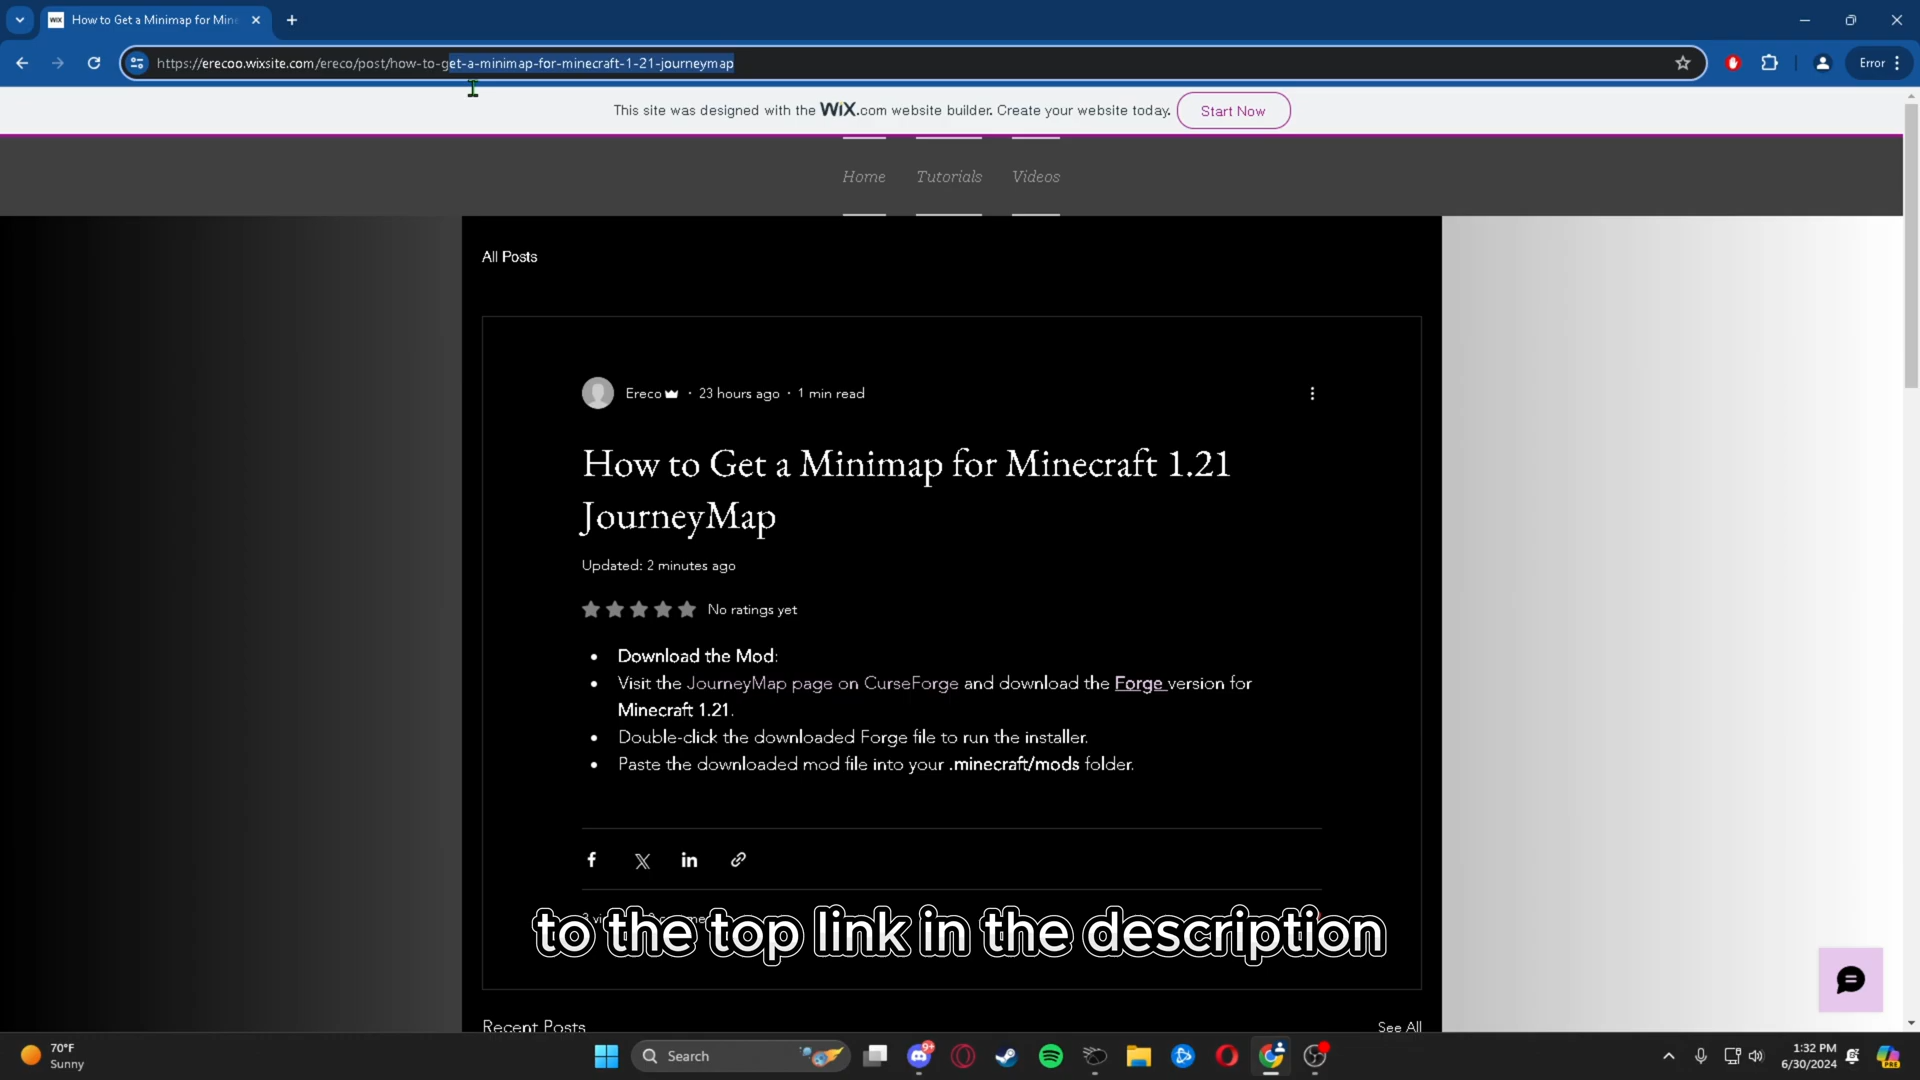 How to Get a Minimap for Min
https://erecoo.wixsite.com/ereco/post/how-to-get-a-minimap-for-minecraft-1-21-journeymap
Error
This site was designed with the WiX.com website builder. Create your website today.
Start Now
Home
Tutorials
Videos
All Posts
Ereco · 23 hours ago · 1 min read
How to Get a Minimap for Minecraft 1.21
JourneyMap
Updated: 2 minutes ago
No ratings yet
• Download the Mod:
• Visit the JourneyMap page on CurseForge and download the Forge version for
Minecraft 1.21.
• Double-click the downloaded Forge file to run the installer.
• Paste the downloaded mod file into your .minecraft/mods folder.
to the top link in the description
Recent Posts
See All
70°F
Sunny
Search
9+
1:32 PM
6/30/2024